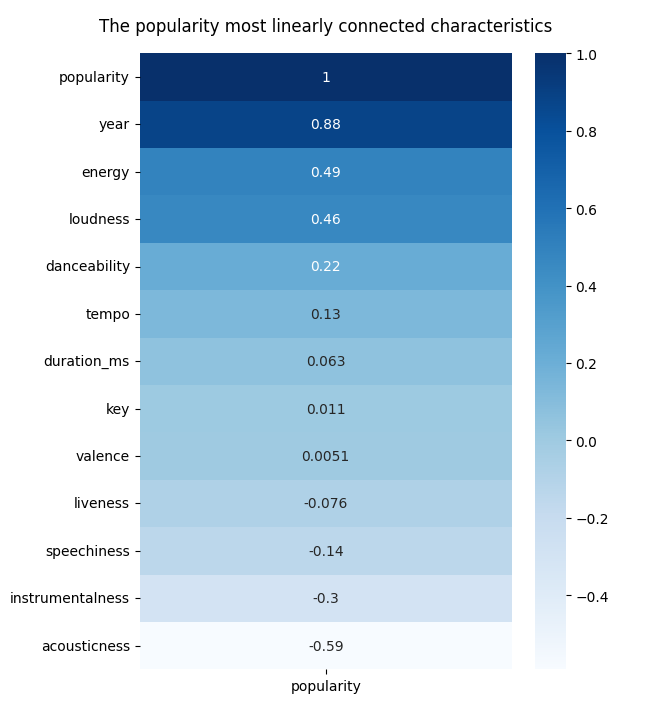 The popularity most linearly connected characteristics
popularity 1
year 0.88
energy 0.49
loudness 0.46
danceability 0.22
tempo 0.13
duration_ms 0.063
key 0.011
valence 0.0051
liveness -0.076
speechiness -0.14
instrumentalness -0.3
acousticness -0.59
popularity
1.0
0.8
0.6
0.4
0.2
0.0
−0.2
−0.4